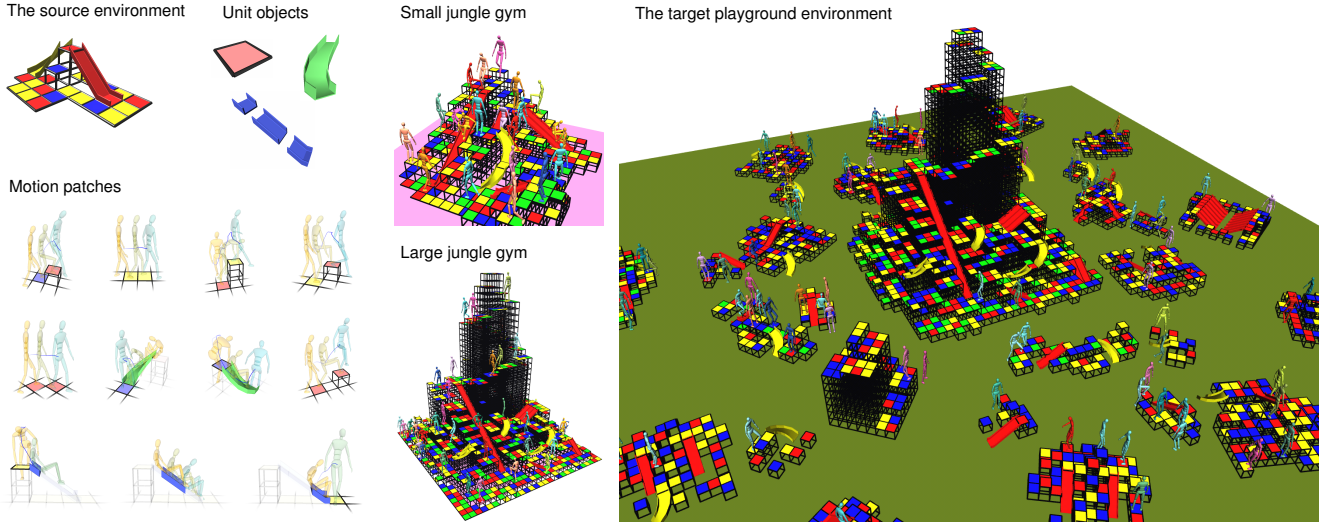 The source environment
Unit objects
Small jungle gym
The target playground environment
Motion patches
Large jungle gym